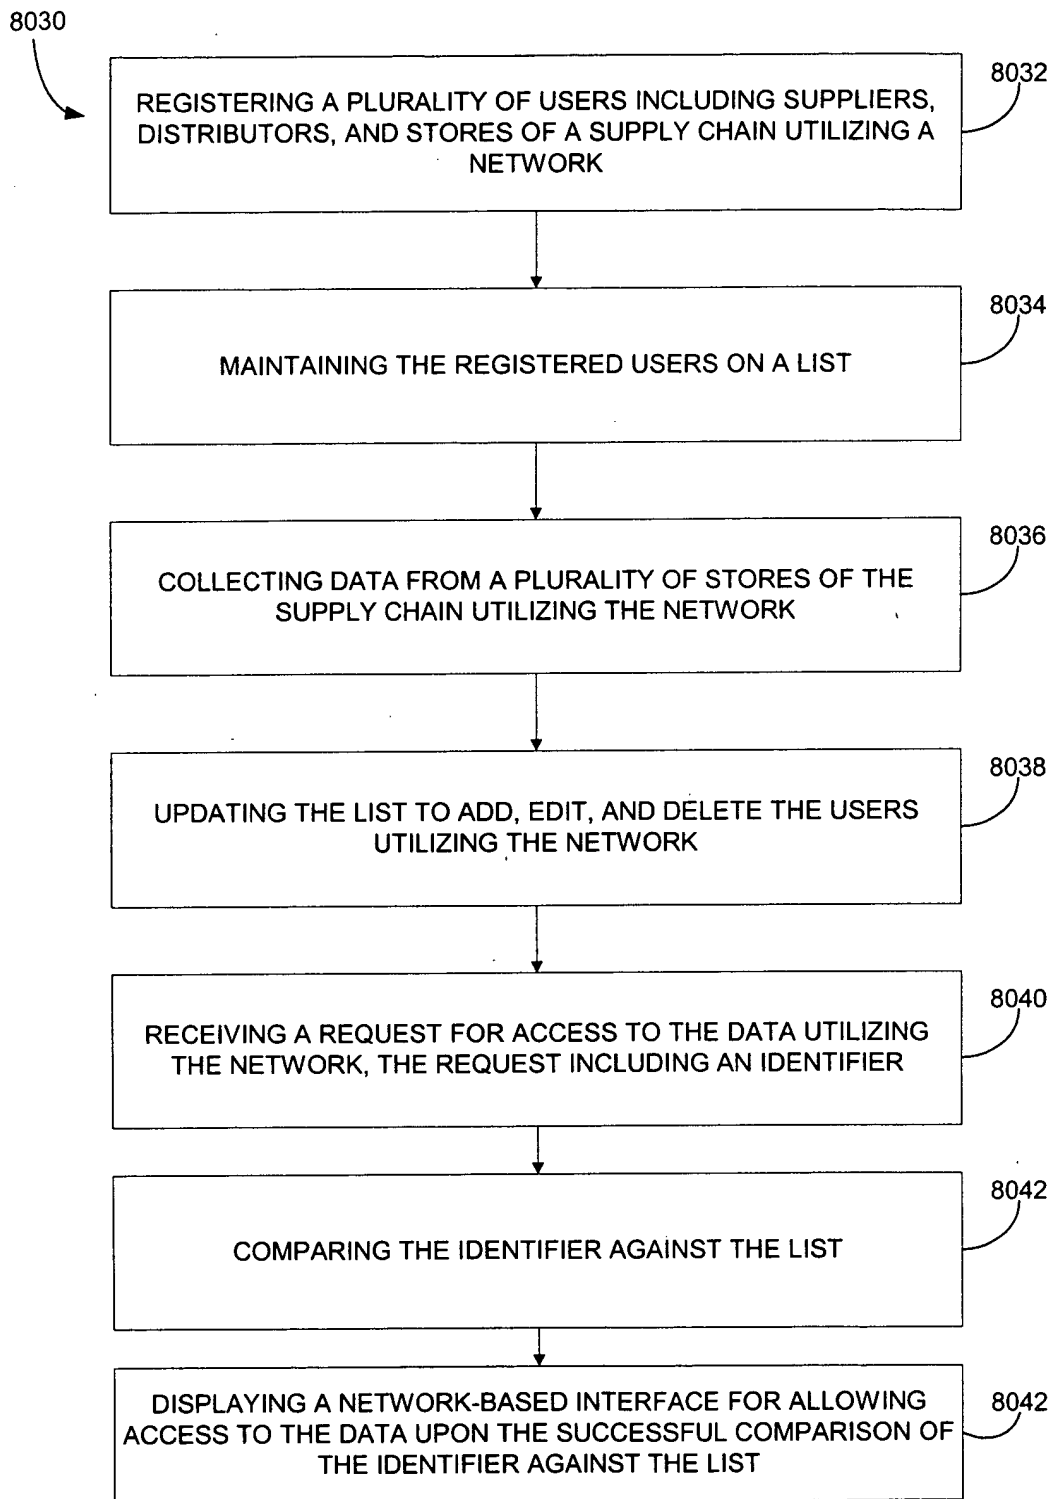 8030
8032
REGISTERING A PLURALITY OF USERS INCLUDING SUPPLIERS,
DISTRIBUTORS, AND STORES OF A SUPPLY CHAIN UTILIZING A
NETWORK
8034
MAINTAINING THE REGISTERED USERS ON A LIST
8036
COLLECTING DATA FROM A PLURALITY OF STORES OF THE
SUPPLY CHAIN UTILIZING THE NETWORK
8038
UPDATING THE LIST TO ADD, EDIT, AND DELETE THE USERS
UTILIZING THE NETWORK
8040
RECEIVING A REQUEST FOR ACCESS TO THE DATA UTILIZING
THE NETWORK, THE REQUEST INCLUDING AN IDENTIFIER
8042
COMPARING THE IDENTIFIER AGAINST THE LIST
8042
DISPLAYING A NETWORK-BASED INTERFACE FOR ALLOWING
ACCESS TO THE DATA UPON THE SUCCESSFUL COMPARISON OF
THE IDENTIFIER AGAINST THE LIST